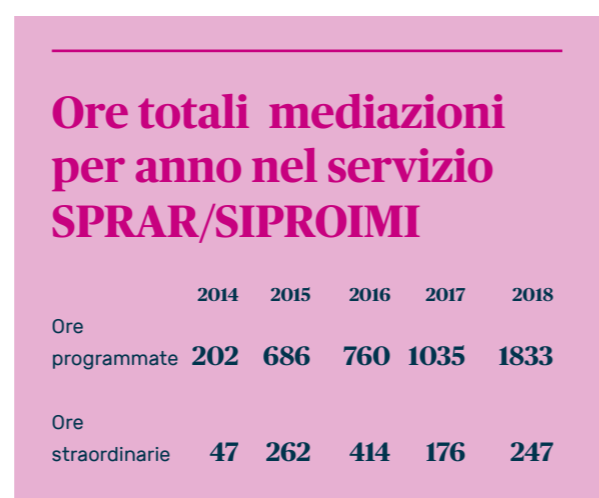 Ore totali mediazioni
per anno nel servizio
SPRAR/SIPROIMI
2014 2015 2016 2017 2018
Ore
programmate 202 686 760 1035 1833
Ore
straordinarie 47 262 414 176 247